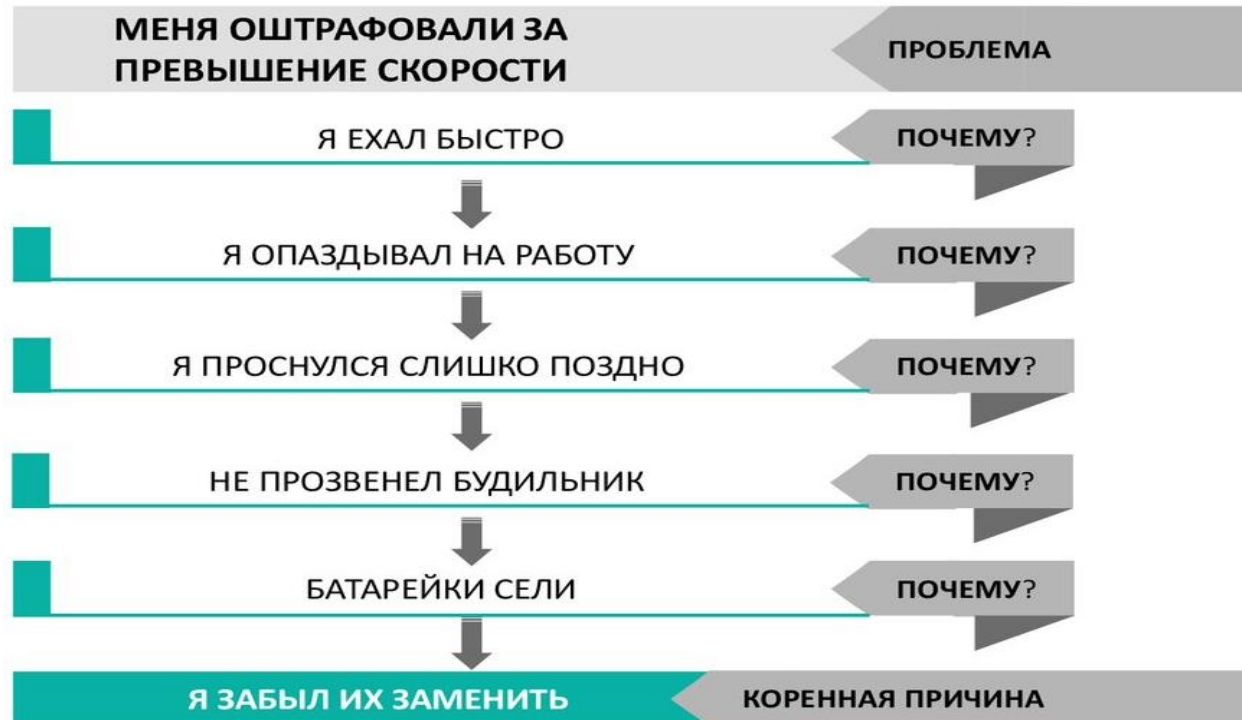 МЕНЯ ОШТРАФОВАЛИ ЗА
ПРЕВЫШЕНИЕ СКОРОСТИ
ПРОБЛЕМА
Я ЕХАЛ БЫСТРО
ПОЧЕМУ?
Я ОПАЗДЫВАЛ НА РАБОТУ
ПОЧЕМУ?
Я ПРОСНУЛСЯ СЛИШКО ПОЗДНО
ПОЧЕМУ?
НЕ ПРОЗВЕНЕЛ БУДИЛЬНИК
ПОЧЕМУ?
БАТАРЕЙКИ СЕЛИ
ПОЧЕМУ?
Я ЗАБЫЛ ИХ ЗАМЕНИТЬ
КОРЕННАЯ ПРИЧИНА